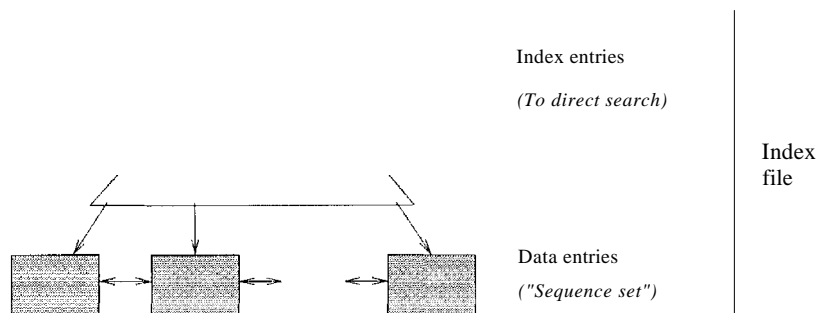 Index entries
(To direct search)
Index
file
Data entries
("Sequence set")